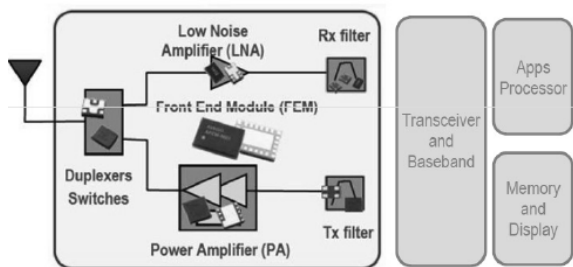 Low Noise
Amplifier (LNA)
Rx filter
Front End Module (FEM)
Duplexers
Switches
Power Amplifier (PA)
Tx filter
Transceiver
and
Baseband
Apps
Processor
Memory
and
Display